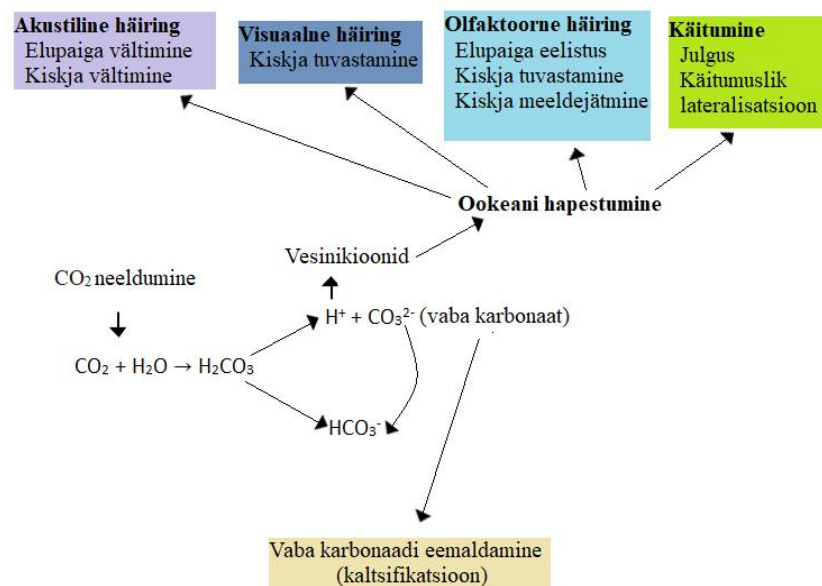 Akustiline häiring
Elupaiga vältimine
Kiskja vältimine
Visuaalne häiring
Kiskja tuvastamine
Olfaktoorne häiring
Elupaiga eelistus
Kiskja tuvastamine
Kiskja meeldejätmine
Käitumine
Julgus
Käitumuslik
lateralisatsioon
Ookeani hapestumine
Vesinikioonid
CO₂ neeldumine
H⁺ + CO₃²⁻ (vaba karbonaat)
CO₂ + H₂O → H₂CO₃
HCO₃⁻
Vaba karbonaadi eemaldamine
(kaltsifikatsioon)